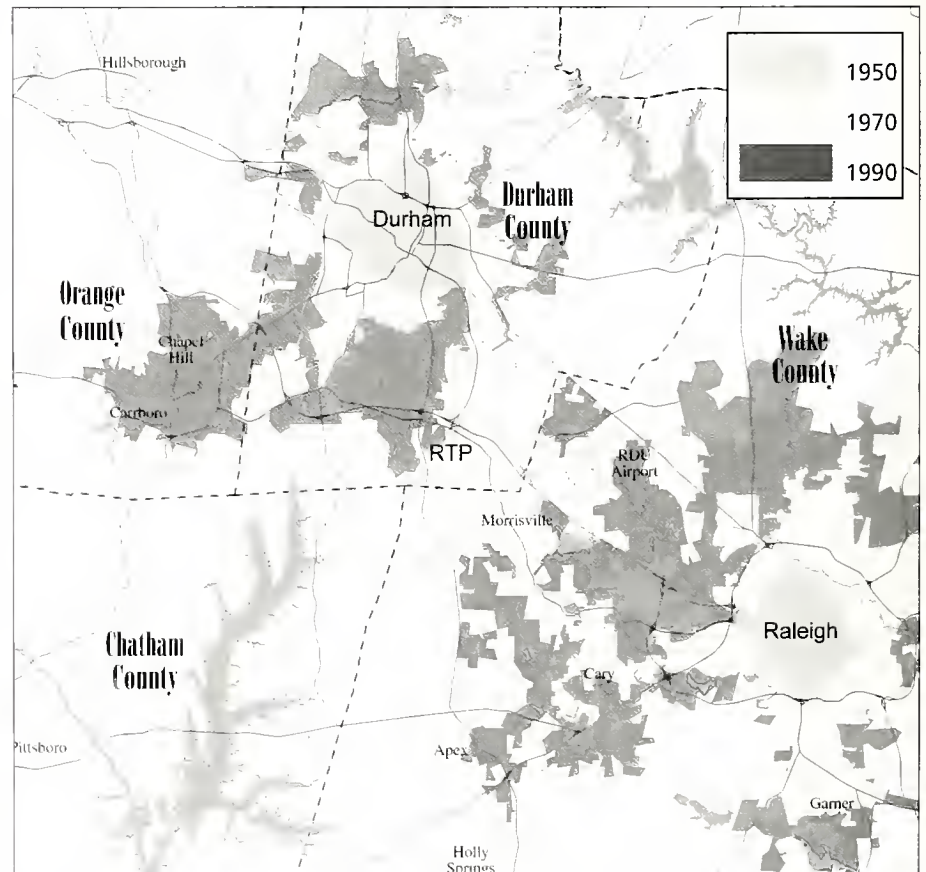 Hillsborough
1950
1970
1990
Durham
Durham
County
Orange
County
Chapel
Hill
Carrboro
Wake
County
RTP
RDU
Airport
Morrisville
Raleigh
Chatham
County
Cary
Pittsboro
Apex
Garner
Holly
Springs